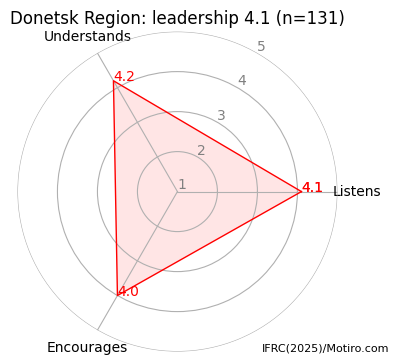 Donetsk Region: leadership 4.1 (n=131)
Understands
5
4.2
4
3
2
1
4.1
Listens
4.0
Encourages
IFRC(2025)/Motiro.com